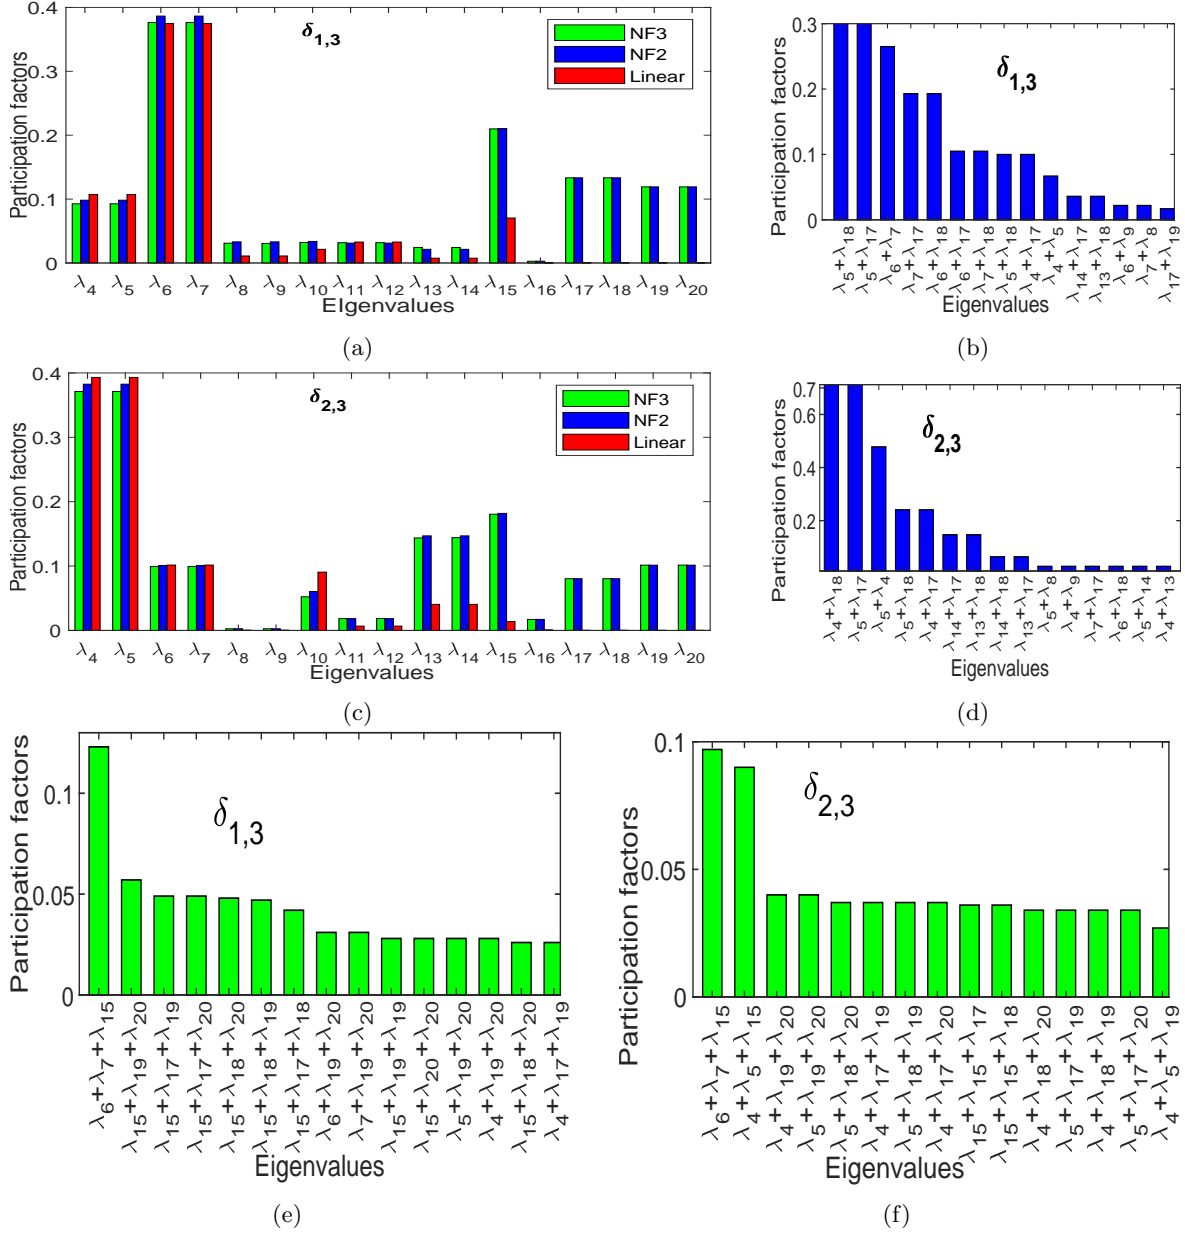 δ1,3
NF3
NF2
Linear
Participation factors
0.4
0.3
0.2
0.1
0
λ4 λ5 λ6 λ7 λ8 λ9 λ10 λ11 λ12 λ13 λ14 λ15 λ16 λ17 λ18 λ19 λ20
EIgenvalues
(a)
δ1,3
Participation factors
0.3
0.2
0.1
0
λ5+λ18
λ5+λ17
λ6+λ7
λ7+λ17
λ6+λ18
λ6+λ17
λ7+λ18
λ5+λ18
λ4+λ17
λ4+λ5
λ14+λ17
λ13+λ18
λ6+λ9
λ7+λ8
λ17+λ19
Eigenvalues
(b)
δ2,3
NF3
NF2
Linear
Participation factors
0.4
0.3
0.2
0.1
0
λ4 λ5 λ6 λ7 λ8 λ9 λ10 λ11 λ12 λ13 λ14 λ15 λ16 λ17 λ18 λ19 λ20
Eigenvalues
(c)
δ2,3
Participation factors
0.7
0.4
0.2
λ4+λ18
λ5+λ17
λ5+λ4
λ5+λ18
λ4+λ17
λ14+λ17
λ13+λ18
λ14+λ18
λ13+λ17
λ5+λ8
λ4+λ9
λ7+λ17
λ6+λ18
λ5+λ14
λ4+λ13
Eigenvalues
(d)
δ1,3
Participation factors
0.1
0.05
0
λ6+λ7+λ15
λ15+λ19+λ20
λ15+λ17+λ19
λ15+λ17+λ20
λ15+λ18+λ20
λ15+λ18+λ19
λ15+λ17+λ18
λ6+λ19+λ20
λ7+λ19+λ20
λ15+λ19+λ19
λ15+λ20+λ20
λ5+λ19+λ20
λ4+λ19+λ20
λ15+λ18+λ20
λ4+λ17+λ19
Eigenvalues
(e)
δ2,3
Participation factors
0.1
0.05
0
λ6+λ7+λ15
λ4+λ5+λ15
λ4+λ19+λ20
λ5+λ19+λ20
λ5+λ18+λ20
λ4+λ17+λ19
λ5+λ18+λ19
λ4+λ17+λ20
λ15+λ15+λ17
λ15+λ15+λ18
λ4+λ18+λ20
λ5+λ17+λ19
λ4+λ18+λ19
λ5+λ17+λ20
λ4+λ5+λ19
Eigenvalues
(f)